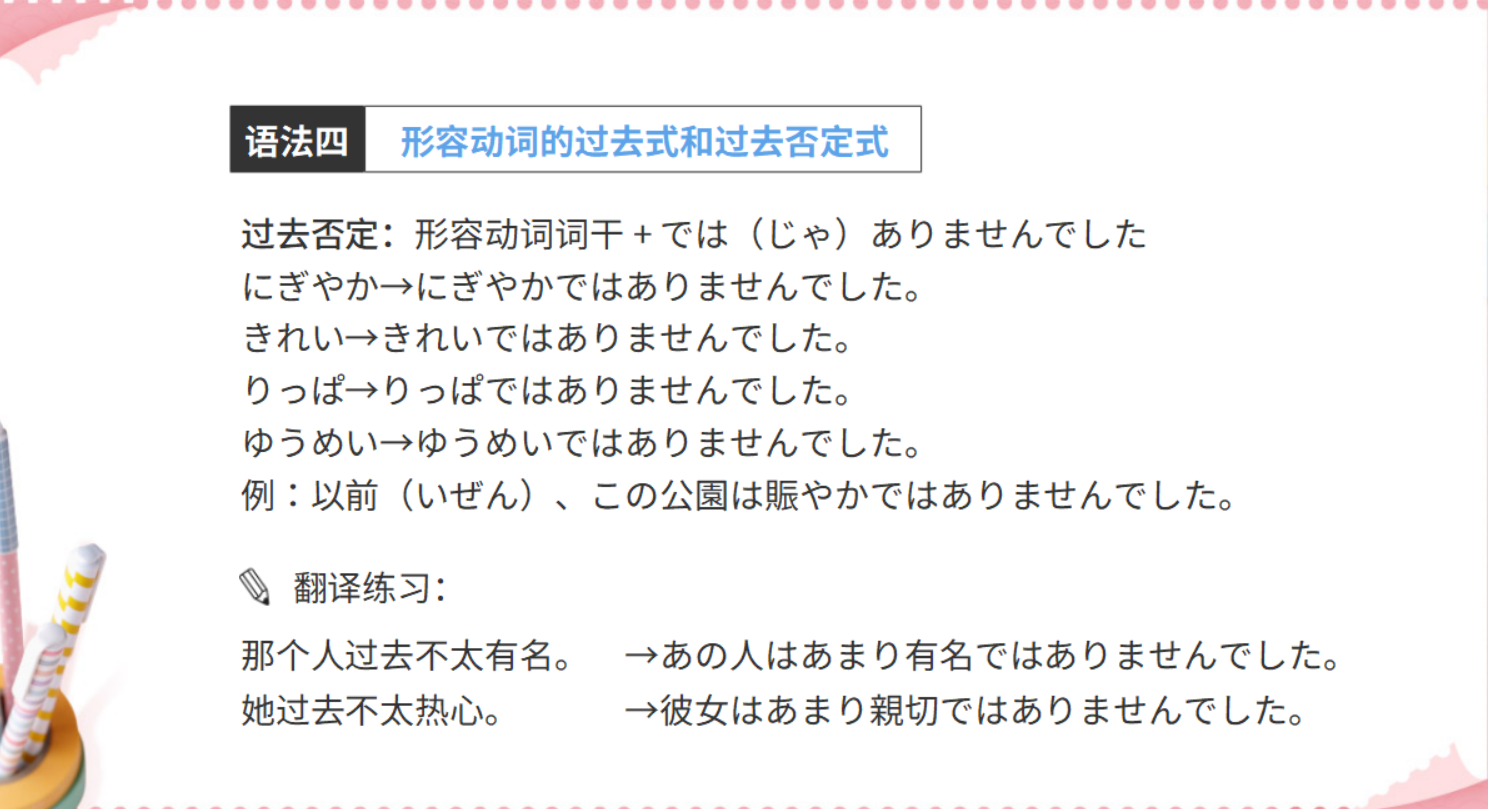 语法四 形容动词的过去式和过去否定式
过去否定：形容动词词干 + では（じゃ）ありませんでした
にぎやか→にぎやかではありませんでした。
きれい→きれいではありませんでした。
りっぱ→りっぱではありませんでした。
ゆうめい→ゆうめいではありませんでした。
例：以前（いぜん）、この公園は賑やかではありませんでした。
翻译练习：
那个人过去不太有名。 →あの人はあまり有名ではありませんでした。
她过去不太热心。 →彼女はあまり親切ではありませんでした。